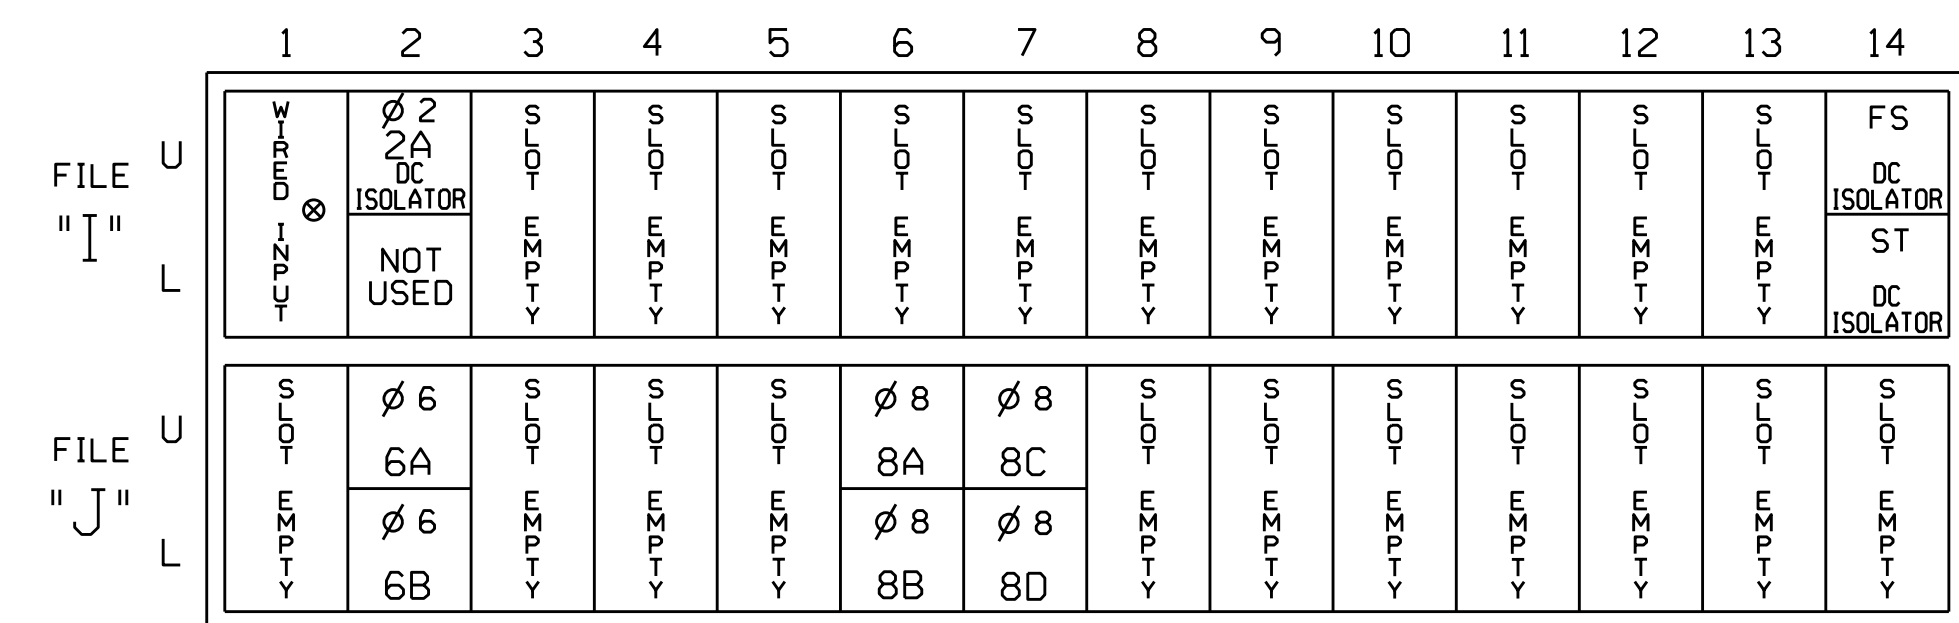 1 2 3 4 5 6 7 8 9 10 11 12 13 14
FILE
"I"
U
L
WIRED INPUT
Ø 2
2A
DC
ISOLATOR
NOT
USED
SLOT EMPTY
SLOT EMPTY
SLOT EMPTY
SLOT EMPTY
SLOT EMPTY
SLOT EMPTY
SLOT EMPTY
SLOT EMPTY
SLOT EMPTY
SLOT EMPTY
SLOT EMPTY
FS
DC
ISOLATOR
ST
DC
ISOLATOR
FILE
"J"
U
L
SLOT EMPTY
Ø 6
6A
Ø 6
6B
SLOT EMPTY
SLOT EMPTY
SLOT EMPTY
Ø 8
8A
Ø 8
8B
Ø 8
8C
Ø 8
8D
SLOT EMPTY
SLOT EMPTY
SLOT EMPTY
SLOT EMPTY
SLOT EMPTY
SLOT EMPTY
SLOT EMPTY